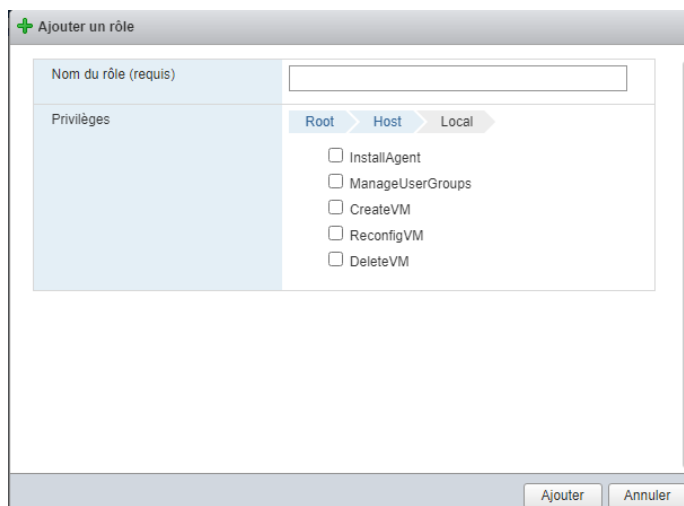 Ajouter un rôle
Nom du rôle (requis)
Privilèges
Root Host Local
InstallAgent
ManageUserGroups
CreateVM
ReconfigVM
DeleteVM
Ajouter Annuler